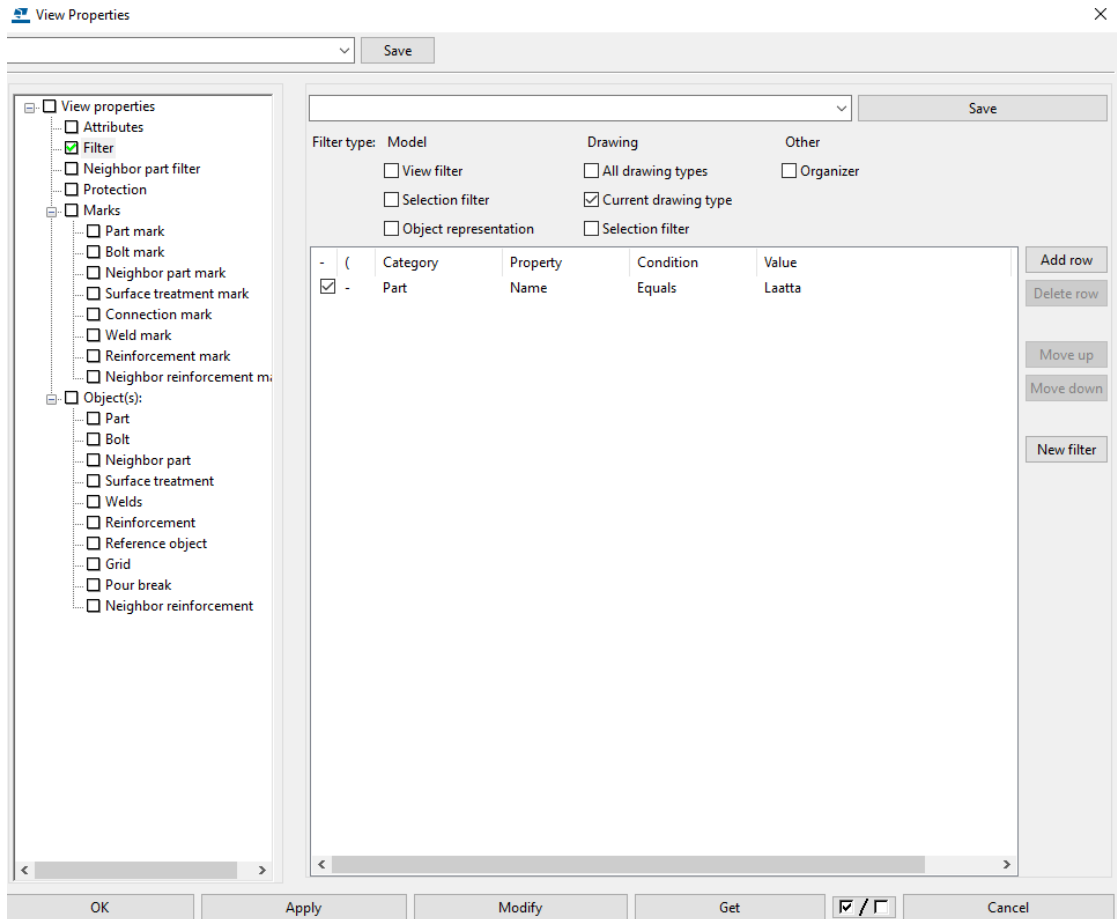 View Properties
Save
View properties
Attributes
Filter
Neighbor part filter
Protection
Marks
Part mark
Bolt mark
Neighbor part mark
Surface treatment mark
Connection mark
Weld mark
Reinforcement mark
Neighbor reinforcement ma
Object(s):
Part
Bolt
Neighbor part
Surface treatment
Welds
Reinforcement
Reference object
Grid
Pour break
Neighbor reinforcement
Save
Filter type: Model Drawing Other
View filter All drawing types Organizer
Selection filter Current drawing type
Object representation Selection filter
- ( Category Property Condition Value
- Part Name Equals Laatta
Add row
Delete row
Move up
Move down
New filter
OK Apply Modify Get / Cancel